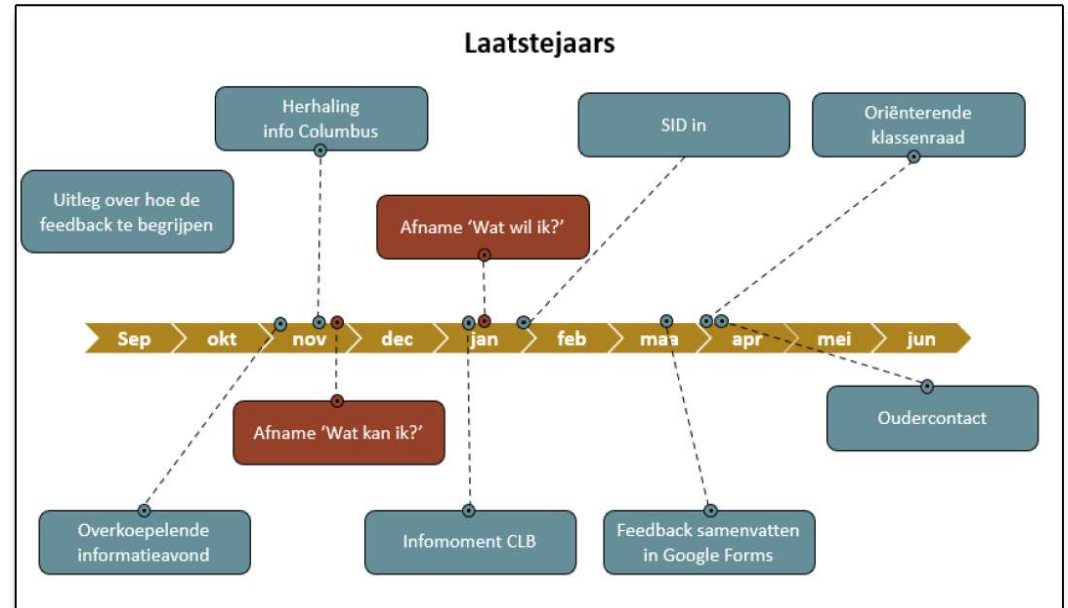 Laatstejaars
Herhaling
info Columbus
SID in
Oriënterende
klassenraad
Uitleg over hoe de
feedback te begrijpen
Afname ‘Wat wil ik?’
Sep okt nov dec jan feb maa apr mei jun
Afname ‘Wat kan ik?’
Oudercontact
Overkoepelende
informatieavond
Infomoment CLB
Feedback samenvatten
in Google Forms